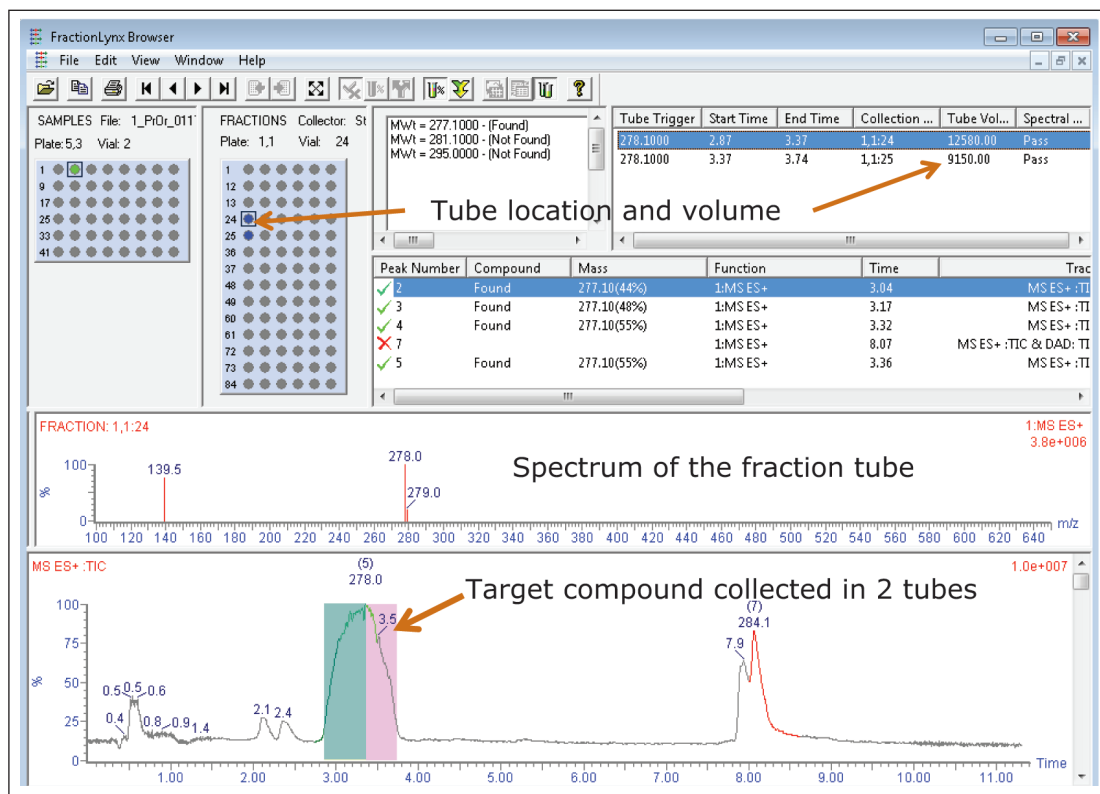 FractionLynx Browser
File Edit View Window Help
SAMPLES File: 1_PrOr_011
Plate: 5,3 Vial: 2
1
9
17
25
33
41
FRACTIONS Collector: St
Plate: 1,1 Vial: 24
1
12
13
24
25
36
37
48
49
60
61
72
73
84
MWt = 277.1000 - (Found)
MWt = 281.1000 - (Not Found)
MWt = 295.0000 - (Not Found)
Tube Trigger Start Time End Time Collection ... Tube Vol... Spectral ...
278.1000 2.87 3.37 1,1:24 12580.00 Pass
278.1000 3.37 3.74 1,1:25 9150.00 Pass
Tube location and volume
Peak Number Compound Mass Function Time Trac
2 Found 277.10(44%) 1:MS ES+ 3.04 MS ES+ :TI
3 Found 277.10(48%) 1:MS ES+ 3.17 MS ES+ :TI
4 Found 277.10(55%) 1:MS ES+ 3.32 MS ES+ :TI
7 1:MS ES+ 8.07 MS ES+ :TIC & DAD: TI
5 Found 277.10(55%) 1:MS ES+ 3.36 MS ES+ :TI
FRACTION: 1,1:24
1:MS ES+
3.8e+006
Spectrum of the fraction tube
100
%
0
139.5
278.0
279.0
m/z
100 120 140 160 180 200 220 240 260 280 300 320 340 360 380 400 420 440 460 480 500 520 540 560 580 600 620 640
MS ES+ :TIC
1.0e+007
(5)
278.0
Target compound collected in 2 tubes
3.5
(7)
284.1
7.9
100
75
%
50
25
0
0.4
0.5
0.5
0.6
0.8
0.9
1.4
2.1
2.4
Time
1.00 2.00 3.00 4.00 5.00 6.00 7.00 8.00 9.00 10.00 11.00